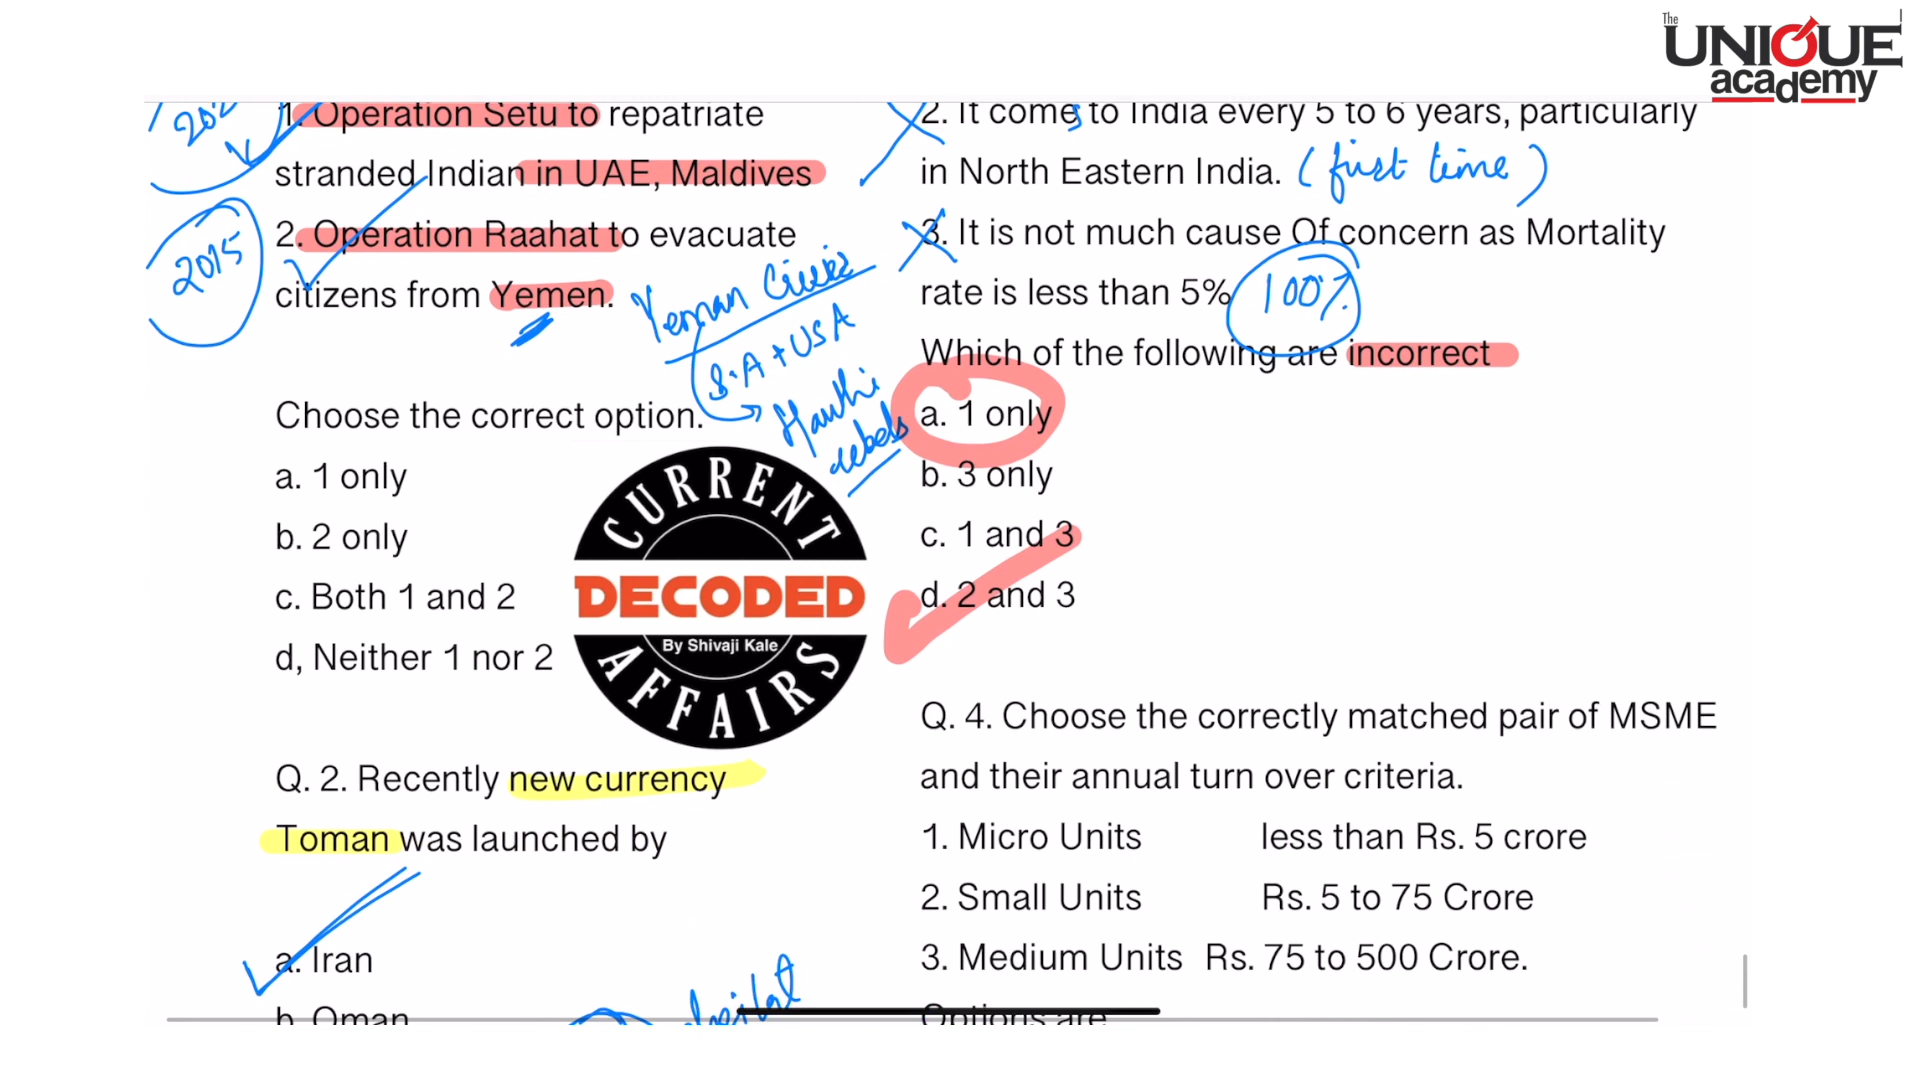 The
UNIQUE
academy
202
1. Operation Setu to repatriate
stranded Indian in UAE, Maldives
2015
2. Operation Raahat to evacuate
citizens from Yemen.
Yeman Crisis
S.A + USA
Hauthi
rebels
Choose the correct option.
a. 1 only
b. 2 only
c. Both 1 and 2
d, Neither 1 nor 2
CURRENT
DECODED
By Shivaji Kale
AFFAIRS
Q. 2. Recently new currency
Toman was launched by
a. Iran
b. Oman
2. It comes to India every 5 to 6 years, particularly
in North Eastern India. (first time)
3. It is not much cause Of concern as Mortality
rate is less than 5% 100%
Which of the following are incorrect
a. 1 only
b. 3 only
c. 1 and 3
d. 2 and 3
Q. 4. Choose the correctly matched pair of MSME
and their annual turn over criteria.
1. Micro Units less than Rs. 5 crore
2. Small Units Rs. 5 to 75 Crore
3. Medium Units Rs. 75 to 500 Crore.
Options are